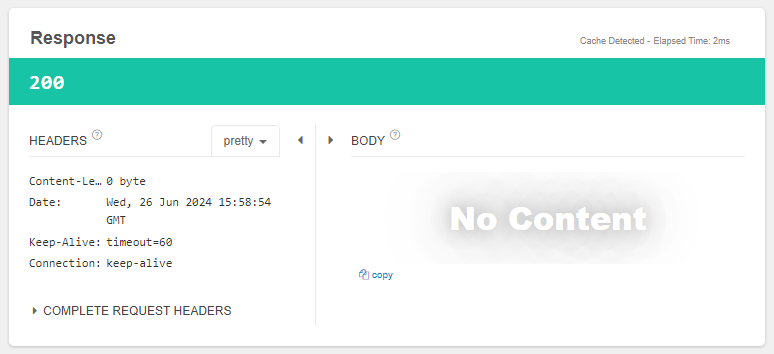 Response
Cache Detected - Elapsed Time: 2ms
200
HEADERS ?
pretty
BODY ?
Content-Le… 0 byte
Date: Wed, 26 Jun 2024 15:58:54
GMT
Keep-Alive: timeout=60
Connection: keep-alive
No Content
copy
COMPLETE REQUEST HEADERS